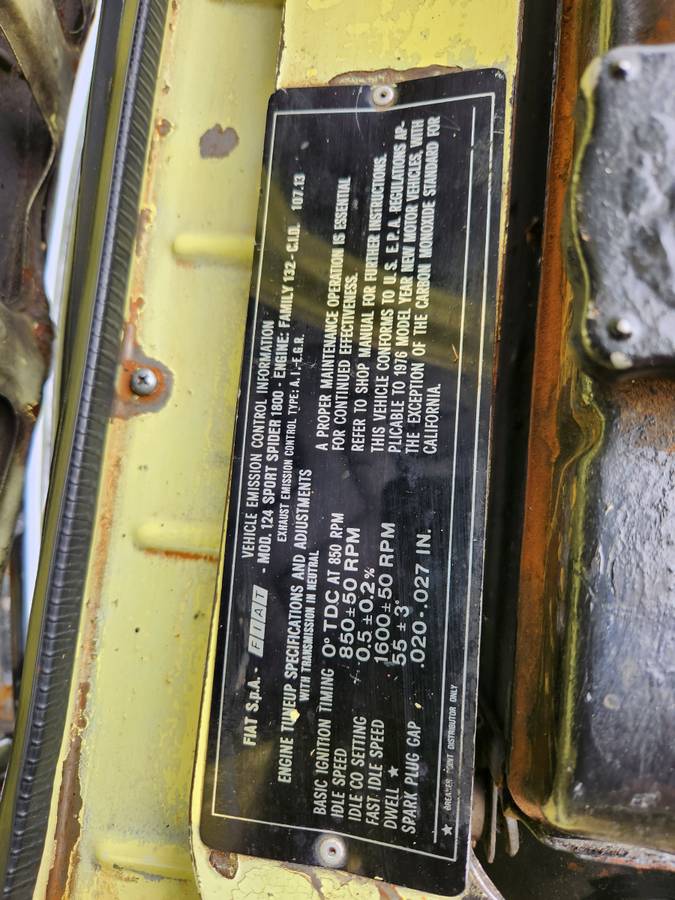 VEHICLE EMISSION CONTROL INFORMATION
FIAT S.p.A. - FIAT - MOD. 124 SPORT SPIDER 1800 - ENGINE: FAMILY 132 - C.I.D. 107.13
EXHAUST EMISSION CONTROL TYPE: A.I.-E.G.R.
ENGINE TUNEUP SPECIFICATIONS AND ADJUSTMENTS
WITH TRANSMISSION IN NEUTRAL
BASIC IGNITION TIMING 0° TDC AT 850 RPM
IDLE SPEED 850±50 RPM
IDLE CO SETTING 0.5±0.2%
FAST IDLE SPEED 1600±50 RPM
DWELL ★ 55±3°
SPARK PLUG GAP .020-.027 IN.
★ BREAKER POINT DISTRIBUTOR ONLY
A PROPER MAINTENANCE OPERATION IS ESSENTIAL
FOR CONTINUED EFFECTIVENESS.
REFER TO SHOP MANUAL FOR FURTHER INSTRUCTIONS.
THIS VEHICLE CONFORMS TO U.S. E.P.A. REGULATIONS AP-
PLICABLE TO 1976 MODEL YEAR NEW MOTOR VEHICLES, WITH
THE EXCEPTION OF THE CARBON MONOXIDE STANDARD FOR
CALIFORNIA.